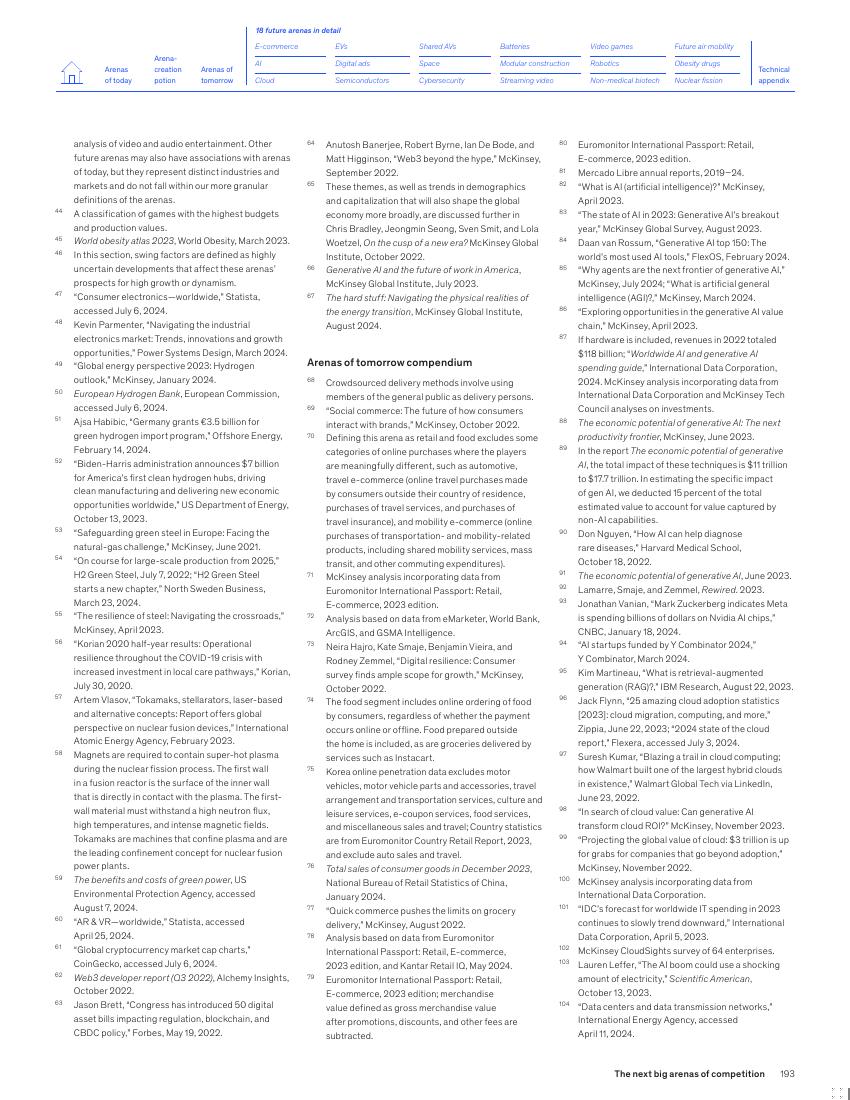 18 future arenas in detail
Arenas
of today
Arena-
creation
potion
Arenas of
tomorrow
E-commerce
AI
Cloud
EVs
Digital ads
Semiconductors
Shared AVs
Space
Cybersecurity
Batteries
Modular construction
Streaming video
Video games
Robotics
Non-medical biotech
Future air mobility
Obesity drugs
Nuclear fission
Technical
appendix
analysis of video and audio entertainment. Other
future arenas may also have associations with arenas
of today, but they represent distinct industries and
markets and do not fall within our more granular
definitions of the arenas.
44 A classification of games with the highest budgets
and production values.
45 World obesity atlas 2023, World Obesity, March 2023.
46 In this section, swing factors are defined as highly
uncertain developments that affect these arenas'
prospects for high growth or dynamism.
47 "Consumer electronics—worldwide," Statista,
accessed July 6, 2024.
48 Kevin Parmenter, "Navigating the industrial
electronics market: Trends, innovations and growth
opportunities," Power Systems Design, March 2024.
49 "Global energy perspective 2023: Hydrogen
outlook," McKinsey, January 2024.
50 European Hydrogen Bank, European Commission,
accessed July 6, 2024.
51 Ajsa Habibic, "Germany grants €3.5 billion for
green hydrogen import program," Offshore Energy,
February 14, 2024.
52 "Biden-Harris administration announces $7 billion
for America's first clean hydrogen hubs, driving
clean manufacturing and delivering new economic
opportunities worldwide," US Department of Energy,
October 13, 2023.
53 "Safeguarding green steel in Europe: Facing the
natural-gas challenge," McKinsey, June 2021.
54 "On course for large-scale production from 2025,"
H2 Green Steel, July 7, 2022; "H2 Green Steel
starts a new chapter," North Sweden Business,
March 23, 2024.
55 "The resilience of steel: Navigating the crossroads,"
McKinsey, April 2023.
56 "Korian 2020 half-year results: Operational
resilience throughout the COVID-19 crisis with
increased investment in local care pathways," Korian,
July 30, 2020.
57 Artem Vlasov, "Tokamaks, stellarators, laser-based
and alternative concepts: Report offers global
perspective on nuclear fusion devices," International
Atomic Energy Agency, February 2023.
58 Magnets are required to contain super-hot plasma
during the nuclear fission process. The first wall
in a fusion reactor is the surface of the inner wall
that is directly in contact with the plasma. The first-
wall material must withstand a high neutron flux,
high temperatures, and intense magnetic fields.
Tokamaks are machines that confine plasma and are
the leading confinement concept for nuclear fusion
power plants.
59 The benefits and costs of green power, US
Environmental Protection Agency, accessed
August 7, 2024.
60 "AR & VR—worldwide," Statista, accessed
April 25, 2024.
61 "Global cryptocurrency market cap charts,"
CoinGecko, accessed July 6, 2024.
62 Web3 developer report (Q3 2022), Alchemy Insights,
October 2022.
63 Jason Brett, "Congress has introduced 50 digital
asset bills impacting regulation, blockchain, and
CBDC policy," Forbes, May 19, 2022.
64 Anutosh Banerjee, Robert Byrne, Ian De Bode, and
Matt Higginson, "Web3 beyond the hype," McKinsey,
September 2022.
65 These themes, as well as trends in demographics
and capitalization that will also shape the global
economy more broadly, are discussed further in
Chris Bradley, Jeongmin Seong, Sven Smit, and Lola
Woetzel, On the cusp of a new era? McKinsey Global
Institute, October 2022.
66 Generative AI and the future of work in America,
McKinsey Global Institute, July 2023.
67 The hard stuff: Navigating the physical realities of
the energy transition, McKinsey Global Institute,
August 2024.
Arenas of tomorrow compendium
68 Crowdsourced delivery methods involve using
members of the general public as delivery persons.
69 "Social commerce: The future of how consumers
interact with brands," McKinsey, October 2022.
70 Defining this arena as retail and food excludes some
categories of online purchases where the players
are meaningfully different, such as automotive,
travel e-commerce (online travel purchases made
by consumers outside their country of residence,
purchases of travel services, and purchases of
travel insurance), and mobility e-commerce (online
purchases of transportation- and mobility-related
products, including shared mobility services, mass
transit, and other commuting expenditures).
71 McKinsey analysis incorporating data from
Euromonitor International Passport: Retail,
E-commerce, 2023 edition.
72 Analysis based on data from eMarketer, World Bank,
ArcGIS, and GSMA Intelligence.
73 Neira Hajro, Kate Smaje, Benjamin Vieira, and
Rodney Zemmel, "Digital resilience: Consumer
survey finds ample scope for growth," McKinsey,
October 2022.
74 The food segment includes online ordering of food
by consumers, regardless of whether the payment
occurs online or offline. Food prepared outside
the home is included, as are groceries delivered by
services such as Instacart.
75 Korea online penetration data excludes motor
vehicles, motor vehicle parts and accessories, travel
arrangement and transportation services, culture and
leisure services, e-coupon services, food services,
and miscellaneous sales and travel; Country statistics
are from Euromonitor Country Retail Report, 2023,
and exclude auto sales and travel.
76 Total sales of consumer goods in December 2023,
National Bureau of Retail Statistics of China,
January 2024.
77 "Quick commerce pushes the limits on grocery
delivery," McKinsey, August 2022.
78 Analysis based on data from Euromonitor
International Passport: Retail, E-commerce,
2023 edition, and Kantar Retail IQ, May 2024.
79 Euromonitor International Passport: Retail,
E-commerce, 2023 edition; merchandise
value defined as gross merchandise value
after promotions, discounts, and other fees are
subtracted.
80 Euromonitor International Passport: Retail,
E-commerce, 2023 edition.
81 Mercado Libre annual reports, 2019–24.
82 "What is AI (artificial intelligence)?" McKinsey,
April 2023.
83 "The state of AI in 2023: Generative AI's breakout
year," McKinsey Global Survey, August 2023.
84 Daan van Rossum, "Generative AI top 150: The
world's most used AI tools," FlexOS, February 2024.
85 "Why agents are the next frontier of generative AI,"
McKinsey, July 2024; "What is artificial general
intelligence (AGI)?," McKinsey, March 2024.
86 "Exploring opportunities in the generative AI value
chain," McKinsey, April 2023.
87 If hardware is included, revenues in 2022 totaled
$118 billion; "Worldwide AI and generative AI
spending guide," International Data Corporation,
2024. McKinsey analysis incorporating data from
International Data Corporation and McKinsey Tech
Council analyses on investments.
88 The economic potential of generative AI: The next
productivity frontier, McKinsey, June 2023.
89 In the report The economic potential of generative
AI, the total impact of these techniques is $11 trillion
to $17.7 trillion. In estimating the specific impact
of gen AI, we deducted 15 percent of the total
estimated value to account for value captured by
non-AI capabilities.
90 Don Nguyen, "How AI can help diagnose
rare diseases," Harvard Medical School,
October 18, 2022.
91 The economic potential of generative AI, June 2023.
92 Lamarre, Smaje, and Zemmel, Rewired. 2023.
93 Jonathan Vanian, "Mark Zuckerberg indicates Meta
is spending billions of dollars on Nvidia AI chips,"
CNBC, January 18, 2024.
94 "AI startups funded by Y Combinator 2024,"
Y Combinator, March 2024.
95 Kim Martineau, "What is retrieval-augmented
generation (RAG)?," IBM Research, August 22, 2023.
96 Jack Flynn, "25 amazing cloud adoption statistics
[2023]: cloud migration, computing, and more,"
Zippia, June 22, 2023; "2024 state of the cloud
report," Flexera, accessed July 3, 2024.
97 Suresh Kumar, "Blazing a trail in cloud computing;
how Walmart built one of the largest hybrid clouds
in existence," Walmart Global Tech via LinkedIn,
June 23, 2022.
98 "In search of cloud value: Can generative AI
transform cloud ROI?" McKinsey, November 2023.
99 "Projecting the global value of cloud: $3 trillion is up
for grabs for companies that go beyond adoption,"
McKinsey, November 2022.
100 McKinsey analysis incorporating data from
International Data Corporation.
101 "IDC's forecast for worldwide IT spending in 2023
continues to slowly trend downward," International
Data Corporation, April 5, 2023.
102 McKinsey CloudSights survey of 64 enterprises.
103 Lauren Leffer, "The AI boom could use a shocking
amount of electricity," Scientific American,
October 13, 2023.
104 "Data centers and data transmission networks,"
International Energy Agency, accessed
April 11, 2024.
The next big arenas of competition 193